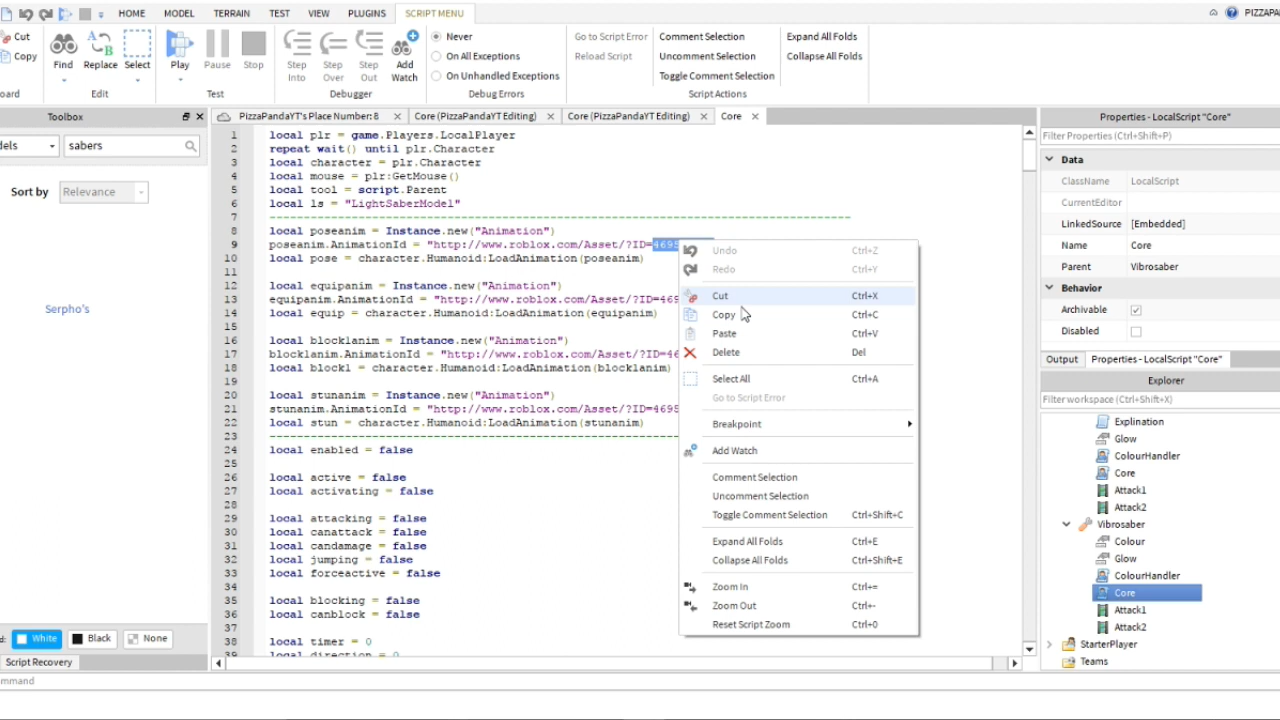 HOME MODEL TERRAIN TEST VIEW PLUGINS SCRIPT MENU
Cut
Copy
Find Replace Select
Edit
Play Pause Stop
Test
Step Into
Step Over
Step Out
Add Watch
Debugger
Never
On All Exceptions
On Unhandled Exceptions
Debug Errors
Go to Script Error
Reload Script
Comment Selection
Uncomment Selection
Toggle Comment Selection
Script Actions
Expand All Folds
Collapse All Folds
Toolbox
sabers
Sort by Relevance
Serpho's
White Black None
Script Recovery
PizzaPandaYT's Place Number: 8
Core (PizzaPandaYT Editing)
Core (PizzaPandaYT Editing)
Core
1 local plr = game.Players.LocalPlayer
2 repeat wait() until plr.Character
3 local character = plr.Character
4 local mouse = plr:GetMouse()
5 local tool = script.Parent
6 local ls = "LightSaberModel"
7
8 local poseanim = Instance.new("Animation")
9 poseanim.AnimationId = "http://www.roblox.com/Asset/?ID=4695
10 local pose = character.Humanoid:LoadAnimation(poseanim)
11
12 local equipanim = Instance.new("Animation")
13 equipanim.AnimationId = "http://www.roblox.com/Asset/?ID=469
14 local equip = character.Humanoid:LoadAnimation(equipanim)
15
16 local block1anim = Instance.new("Animation")
17 block1anim.AnimationId = "http://www.roblox.com/Asset/?ID=46
18 local block1 = character.Humanoid:LoadAnimation(block1anim)
19
20 local stunanim = Instance.new("Animation")
21 stunanim.AnimationId = "http://www.roblox.com/Asset/?ID=4695
22 local stun = character.Humanoid:LoadAnimation(stunanim)
23
24 local enabled = false
25
26 local active = false
27 local activating = false
28
29 local attacking = false
30 local canattack = false
31 local candamage = false
32 local jumping = false
33 local forceactive = false
34
35 local blocking = false
36 local canblock = false
37
38 local timer = 0
39 local direction = 0
Undo Ctrl+Z
Redo Ctrl+Y
Cut Ctrl+X
Copy Ctrl+C
Paste Ctrl+V
Delete Del
Select All Ctrl+A
Go to Script Error
Breakpoint
Add Watch
Comment Selection
Uncomment Selection
Toggle Comment Selection Ctrl+Shift+C
Expand All Folds Ctrl+E
Collapse All Folds Ctrl+Shift+E
Zoom In Ctrl+=
Zoom Out Ctrl+-
Reset Script Zoom Ctrl+0
Properties - LocalScript "Core"
Filter Properties (Ctrl+Shift+P)
Data
ClassName LocalScript
CurrentEditor
LinkedSource [Embedded]
Name Core
Parent Vibrosaber
Behavior
Archivable
Disabled
Output Properties - LocalScript "Core"
Explorer
Filter workspace (Ctrl+Shift+X)
Explination
Glow
ColourHandler
Core
Attack1
Attack2
Vibrosaber
Colour
Glow
ColourHandler
Core
Attack1
Attack2
StarterPlayer
Teams